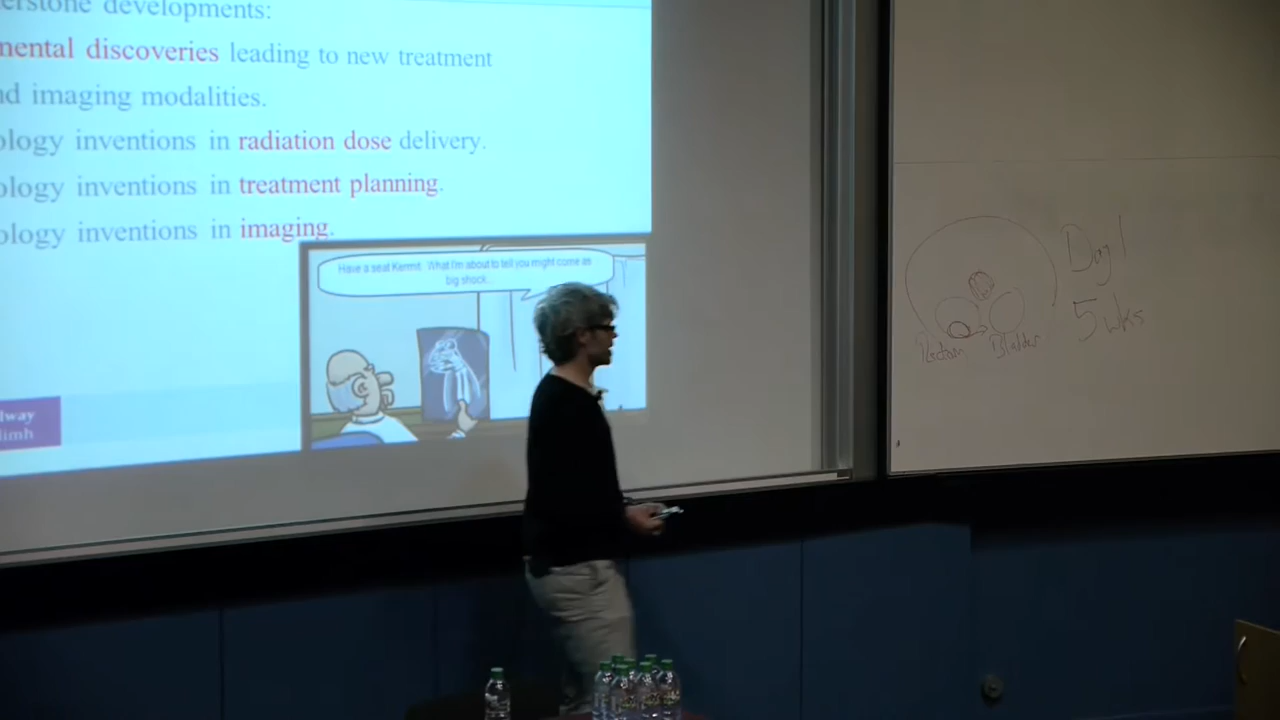 erstone developments:
mental discoveries leading to new treatment
nd imaging modalities.
ology inventions in radiation dose delivery.
ology inventions in treatment planning.
ology inventions in imaging.
Have a seat Kermit. What I'm about to tell you might come as
big shock...
lway
limh
Day 1
5 wks
Rectum Bladder